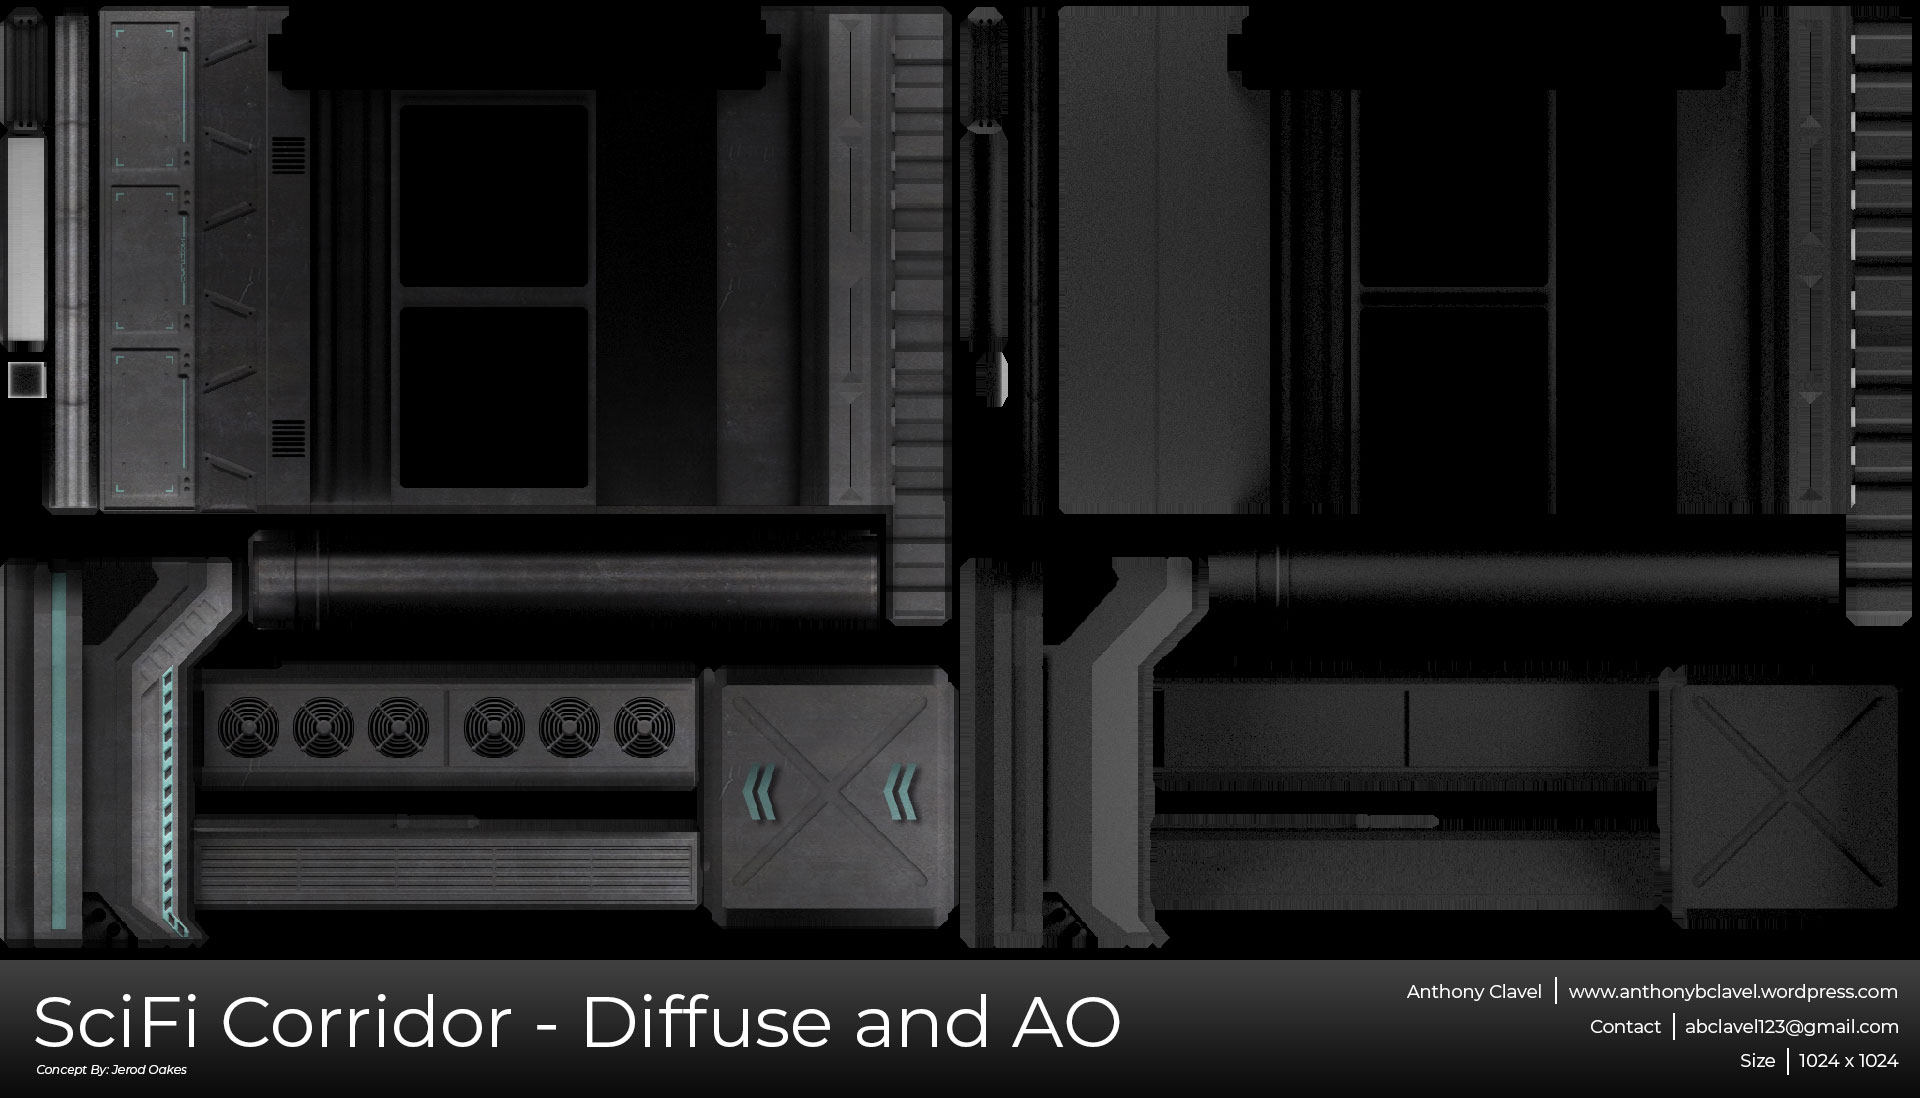 SciFi Corridor - Diffuse and AO
Concept By: Jerod Oakes
Anthony Clavel | www.anthonybclavel.wordpress.com
Contact | abclavel123@gmail.com
Size | 1024 x 1024